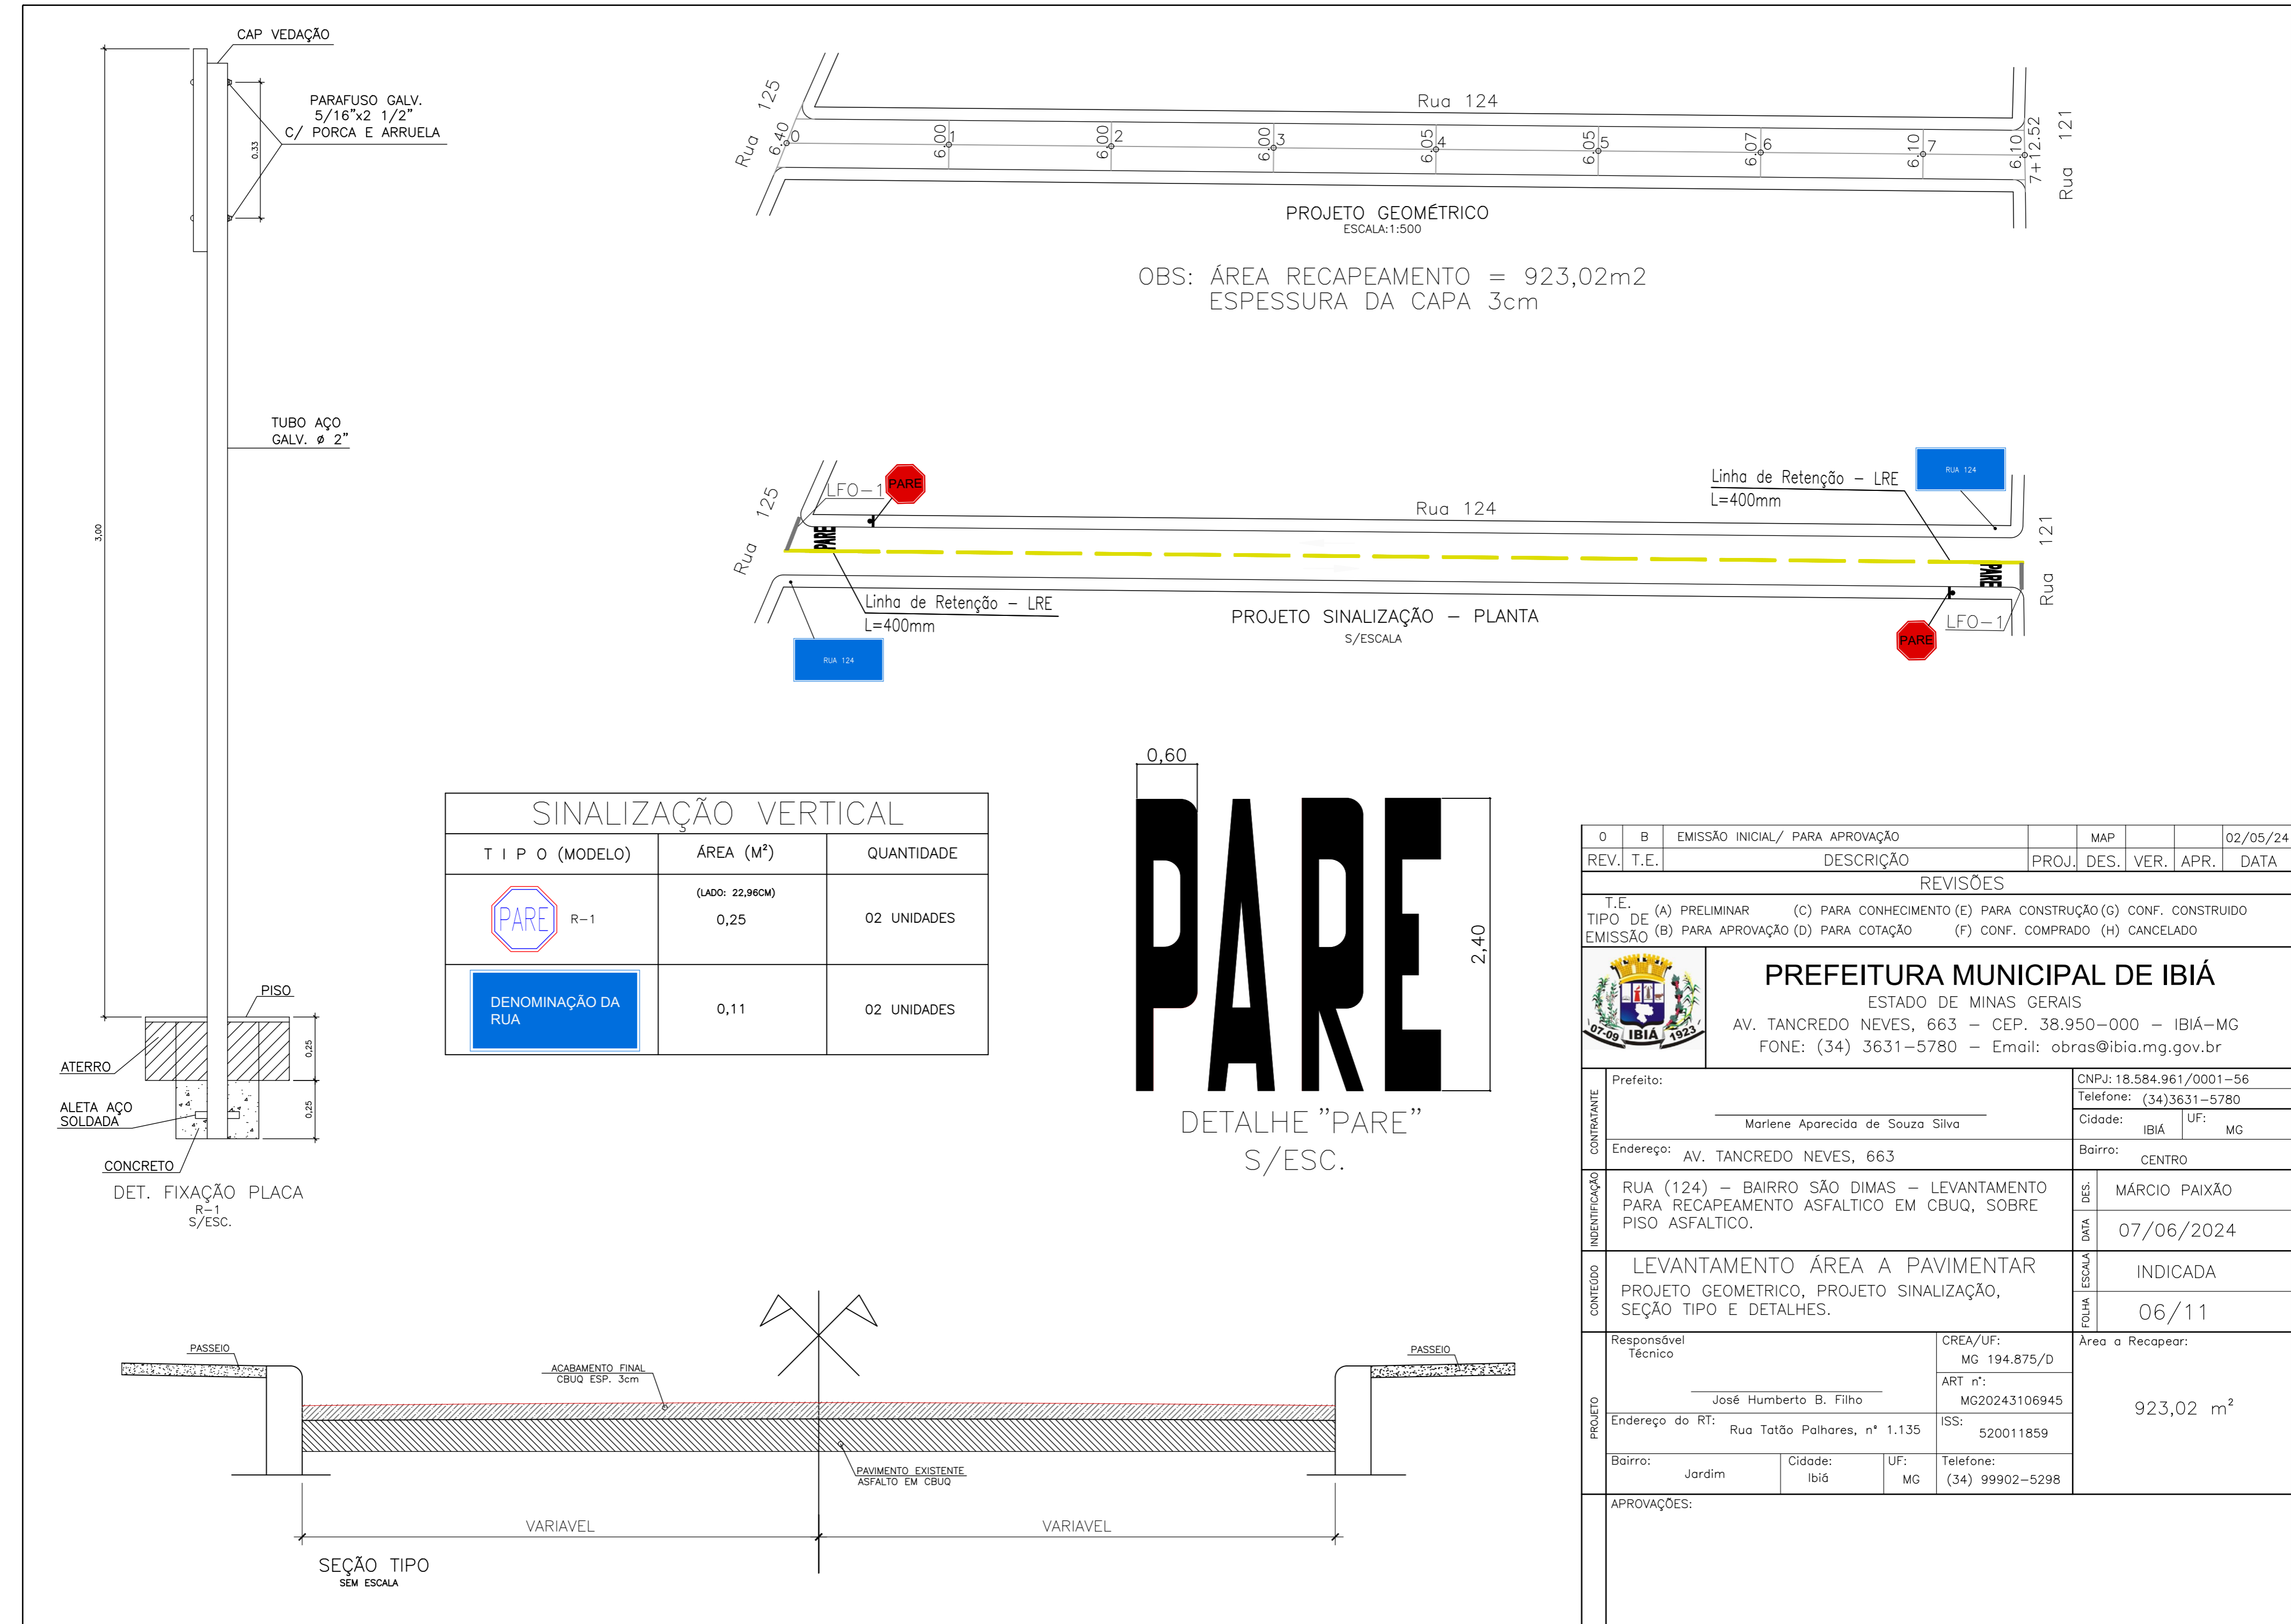 CAP VEDAÇÃO
PARAFUSO GALV.
5/16"x2 1/2"
C/ PORCA E ARRUELA
0.33
TUBO AÇO
GALV. ø 2"
3,00
PISO
ATERRO
0,25
ALETA AÇO
SOLDADA
0,25
CONCRETO
DET. FIXAÇÃO PLACA
R-1
S/ESC.
Rua 125
Rua 124
6.40 0
6.00 1
6.00 2
6.00 3
6.05 4
6.05 5
6.07 6
6.10 7
6.10
7+12.52
Rua 121
PROJETO GEOMÉTRICO
ESCALA:1:500
OBS: ÁREA RECAPEAMENTO = 923,02m2
ESPESSURA DA CAPA 3cm
Rua 125
LFO-1
PARE
Rua 124
Linha de Retenção - LRE
L=400mm
RUA 124
PARE
PARE
Rua 121
Linha de Retenção - LRE
L=400mm
RUA 124
PROJETO SINALIZAÇÃO - PLANTA
S/ESCALA
PARE
LFO-1
SINALIZAÇÃO VERTICAL
T I P O (MODELO) ÁREA (M²) QUANTIDADE
PARE R-1 (LADO: 22,96CM) 0,25 02 UNIDADES
DENOMINAÇÃO DA
RUA
0,11 02 UNIDADES
0,60
PARE
2,40
DETALHE "PARE"
S/ESC.
PASSEIO
ACABAMENTO FINAL
CBUQ ESP. 3cm
PASSEIO
PAVIMENTO EXISTENTE
ASFALTO EM CBUQ
VARIAVEL VARIAVEL
SEÇÃO TIPO
SEM ESCALA
0 B EMISSÃO INICIAL/ PARA APROVAÇÃO MAP 02/05/24
REV. T.E. DESCRIÇÃO PROJ. DES. VER. APR. DATA
REVISÕES
T.E.
TIPO DE
EMISSÃO
(A) PRELIMINAR (C) PARA CONHECIMENTO (E) PARA CONSTRUÇÃO (G) CONF. CONSTRUIDO
(B) PARA APROVAÇÃO (D) PARA COTAÇÃO (F) CONF. COMPRADO (H) CANCELADO
07-09 IBIÁ 1923
PREFEITURA MUNICIPAL DE IBIÁ
ESTADO DE MINAS GERAIS
AV. TANCREDO NEVES, 663 - CEP. 38.950-000 - IBIÁ-MG
FONE: (34) 3631-5780 - Email: obras@ibia.mg.gov.br
CONTRATANTE
Prefeito:
Marlene Aparecida de Souza Silva
CNPJ: 18.584.961/0001-56
Telefone: (34)3631-5780
Cidade: IBIÁ UF: MG
Endereço: AV. TANCREDO NEVES, 663
Bairro: CENTRO
INDENTIFICAÇÃO
RUA (124) - BAIRRO SÃO DIMAS - LEVANTAMENTO
PARA RECAPEAMENTO ASFALTICO EM CBUQ, SOBRE
PISO ASFALTICO.
DES. MÁRCIO PAIXÃO
DATA 07/06/2024
CONTEÚDO
LEVANTAMENTO ÁREA A PAVIMENTAR
PROJETO GEOMETRICO, PROJETO SINALIZAÇÃO,
SEÇÃO TIPO E DETALHES.
ESCALA INDICADA
FOLHA 06/11
PROJETO
Responsável
Técnico
José Humberto B. Filho
CREA/UF:
MG 194.875/D
ART n°:
MG20243106945
Àrea a Recapear:
923,02 m²
Endereço do RT: Rua Tatão Palhares, n° 1.135
ISS:
520011859
Bairro: Jardim
Cidade: Ibiá
UF: MG
Telefone:
(34) 99902-5298
APROVAÇÕES: